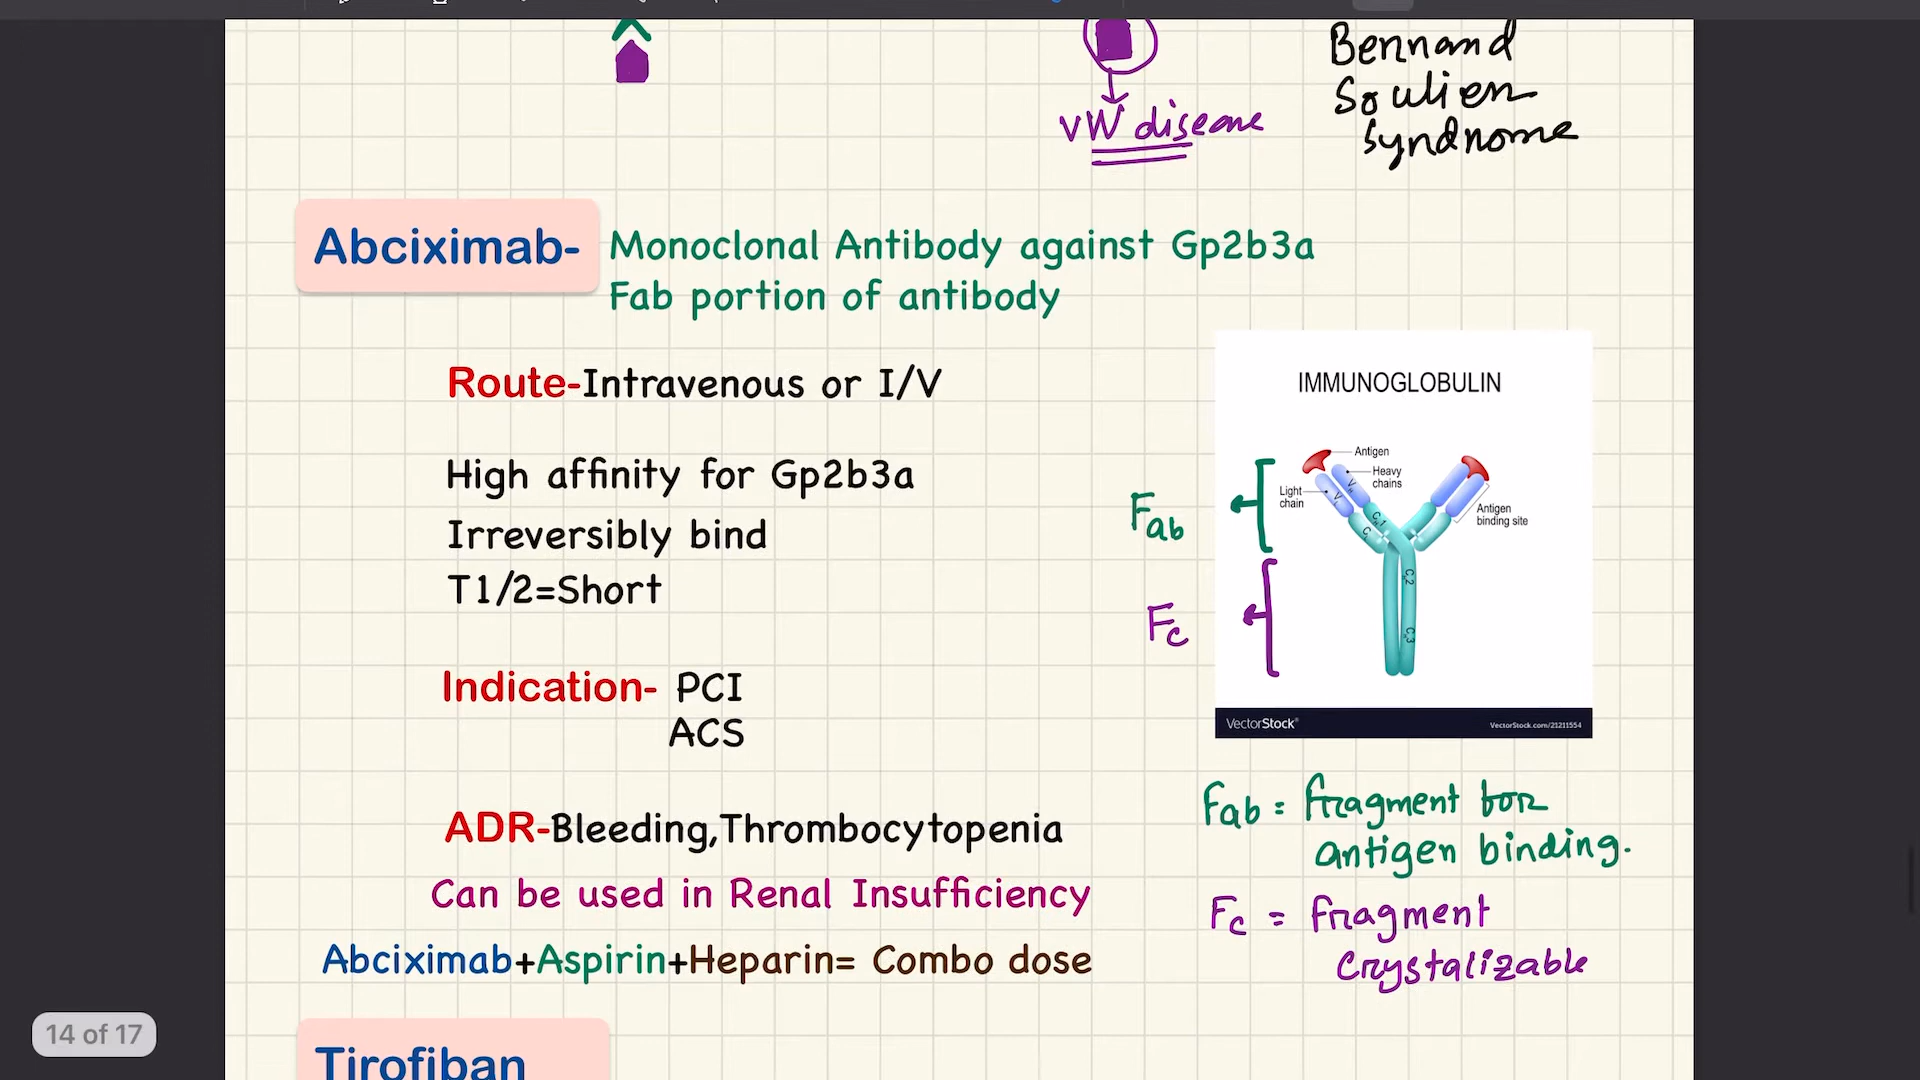 Bernard
Soulier
Syndrome
vW disease
Abciximab- Monoclonal Antibody against Gp2b3a
Fab portion of antibody
Route-Intravenous or I/V
High affinity for Gp2b3a
Irreversibly bind
T1/2=Short
Indication- PCI
ACS
ADR-Bleeding,Thrombocytopenia
Can be used in Renal Insufficiency
Abciximab+Aspirin+Heparin= Combo dose
IMMUNOGLOBULIN
Antigen
Heavy
chains
Light
chain
Antigen
binding site
Fab
Fc
VectorStock®
VectorStock.com/21211554
Fab = fragment for
antigen binding.
Fc = fragment
Crystalizable
14 of 17
Tirofiban